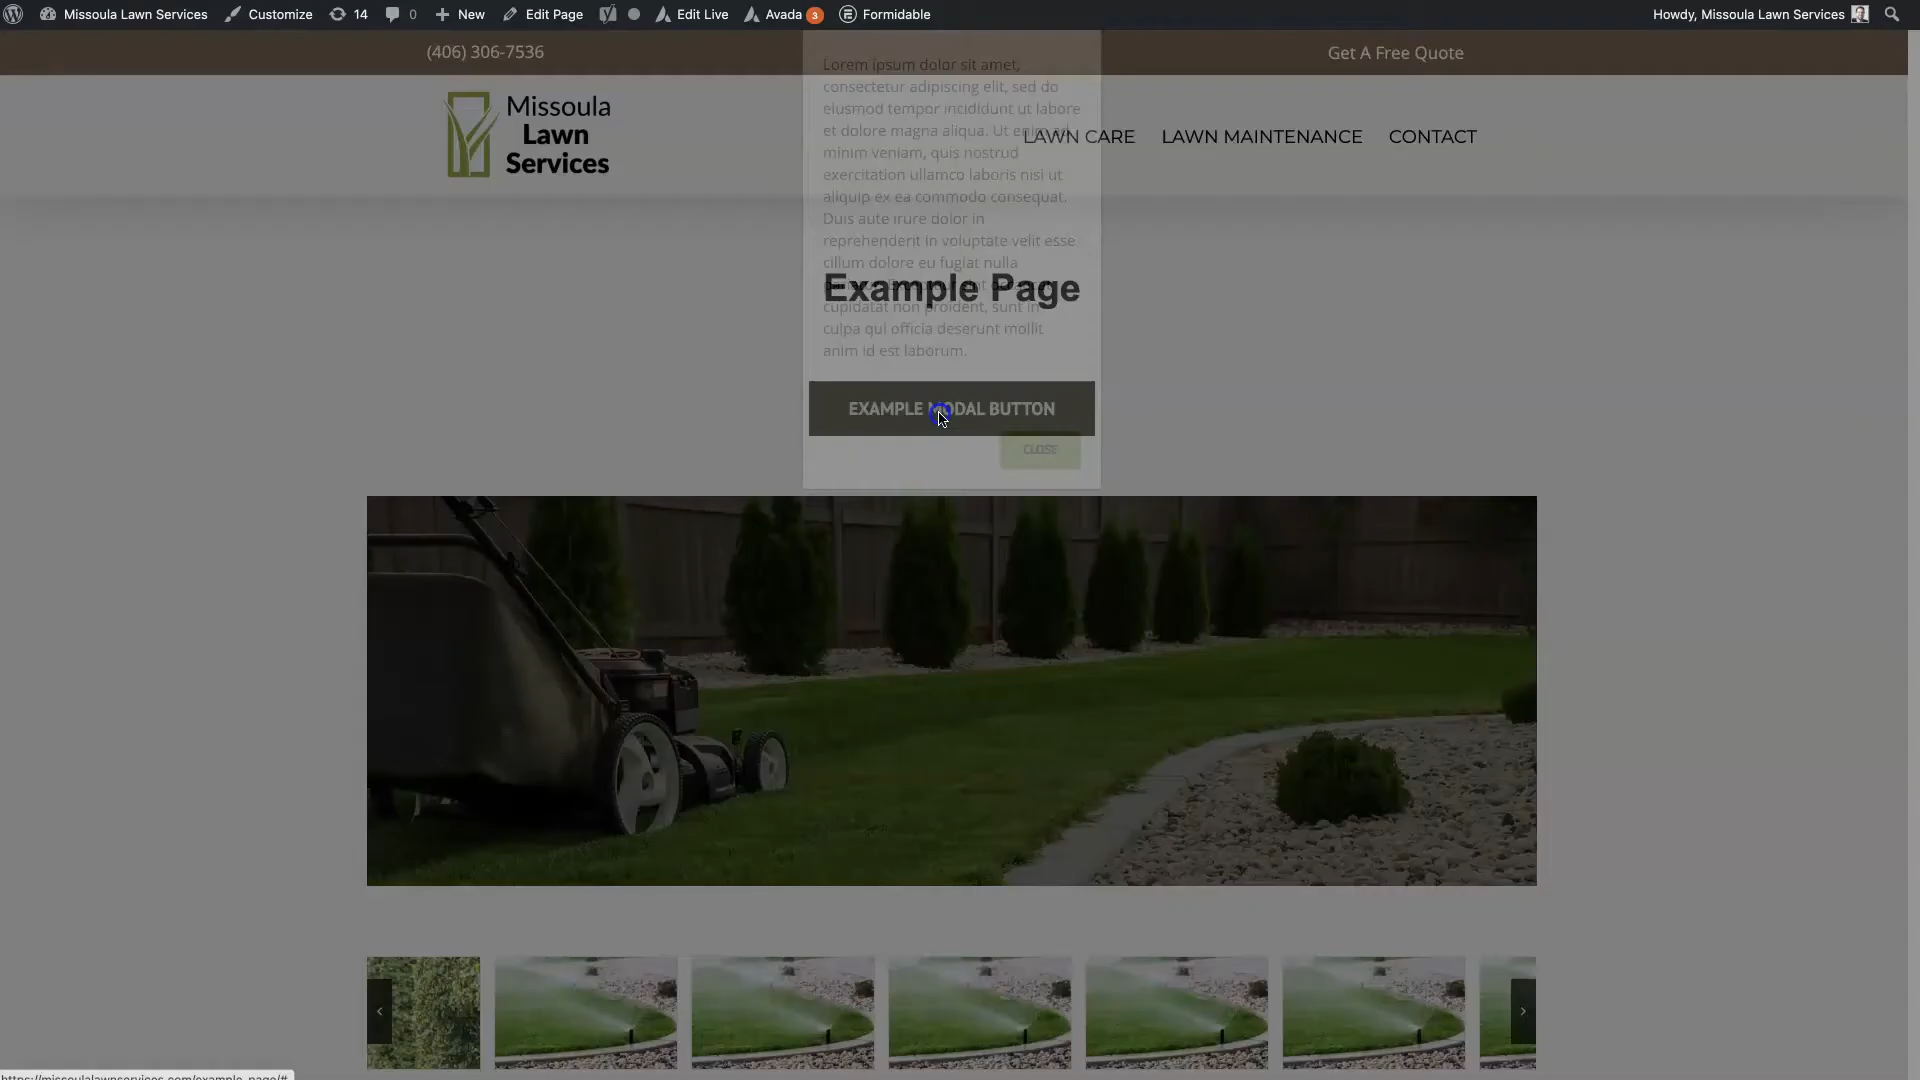 Missoula Lawn Services
Customize
14
0
New
Edit Page
Edit Live
Avada 3
Formidable
Howdy, Missoula Lawn Services
(406) 306-7536
Get A Free Quote
Missoula
Lawn
Services
LAWN CARE
LAWN MAINTENANCE
CONTACT
Lorem ipsum dolor sit amet,
consectetur adipiscing elit, sed do
eiusmod tempor incididunt ut labore
et dolore magna aliqua. Ut enim ad
minim veniam, quis nostrud
exercitation ullamco laboris nisi ut
aliquip ex ea commodo consequat.
Duis aute irure dolor in
reprehenderit in voluptate velit esse
cillum dolore eu fugiat nulla
Example Page
cupidatat non proident, sunt in
culpa qui officia deserunt mollit
anim id est laborum.
EXAMPLE MODAL BUTTON
CLOSE
https://missoulalawnservices.com/example-page/#